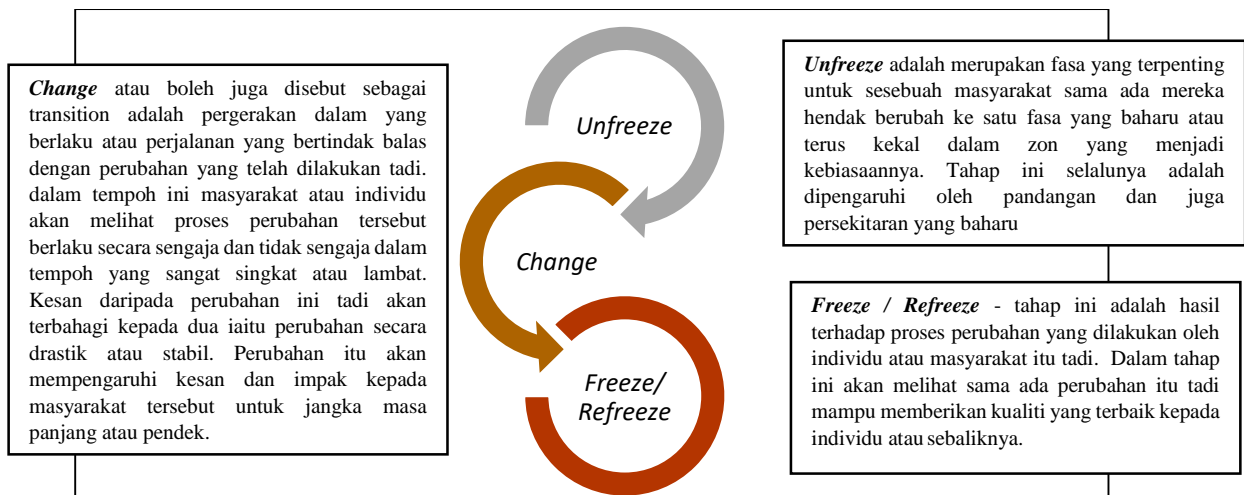 Change atau boleh juga disebut sebagai
transition adalah pergerakan dalam yang
berlaku atau perjalanan yang bertindak balas
dengan perubahan yang telah dilakukan tadi.
dalam tempoh ini masyarakat atau individu
akan melihat proses perubahan tersebut
berlaku secara sengaja dan tidak sengaja dalam
tempoh yang sangat singkat atau lambat.
Kesan daripada perubahan ini tadi akan
terbahagi kepada dua iaitu perubahan secara
drastik atau stabil. Perubahan itu akan
mempengaruhi kesan dan impak kepada
masyarakat tersebut untuk jangka masa
panjang atau pendek.
Unfreeze
Change
Freeze/
Refreeze
Unfreeze adalah merupakan fasa yang terpenting
untuk sesebuah masyarakat sama ada mereka
hendak berubah ke satu fasa yang baharu atau
terus kekal dalam zon yang menjadi
kebiasaannya. Tahap ini selalunya adalah
dipengaruhi oleh pandangan dan juga
persekitaran yang baharu
Freeze / Refreeze - tahap ini adalah hasil
terhadap proses perubahan yang dilakukan oleh
individu atau masyarakat itu tadi. Dalam tahap
ini akan melihat sama ada perubahan itu tadi
mampu memberikan kualiti yang terbaik kepada
individu atau sebaliknya.